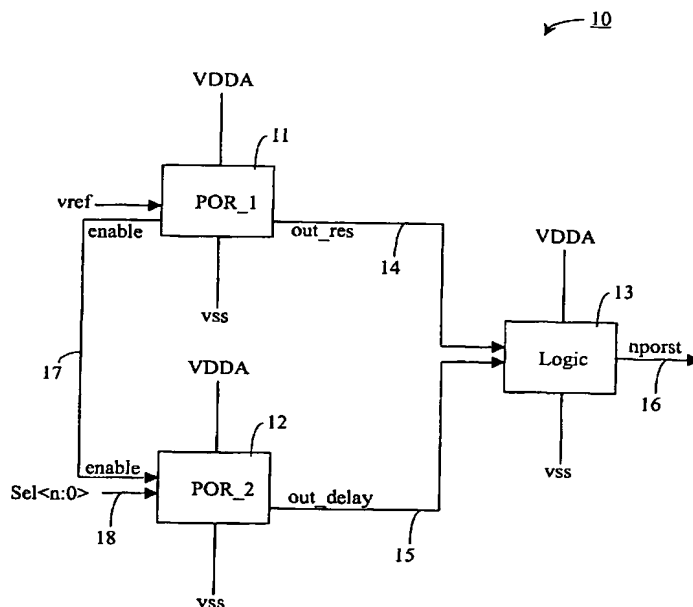 10
VDDA
11
vref
POR_1
enable
out_res
14
VDDA
13
vss
Logic
nporst
16
17
VDDA
12
vss
enable
POR_2
Sel<n:0>
out_delay
18
15
vss